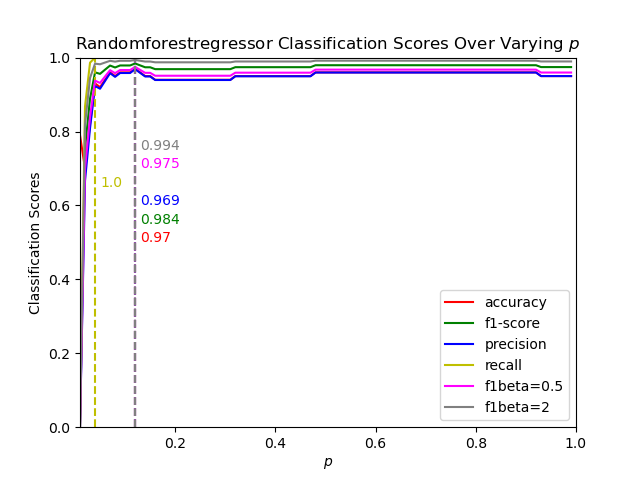 Randomforestregressor Classification Scores Over Varying p
1.0
0.8
0.6
0.4
0.2
0.0
Classification Scores
0.994
0.975
1.0
0.969
0.984
0.97
accuracy
f1-score
precision
recall
f1beta=0.5
f1beta=2
0.2
0.4
0.6
0.8
1.0
p